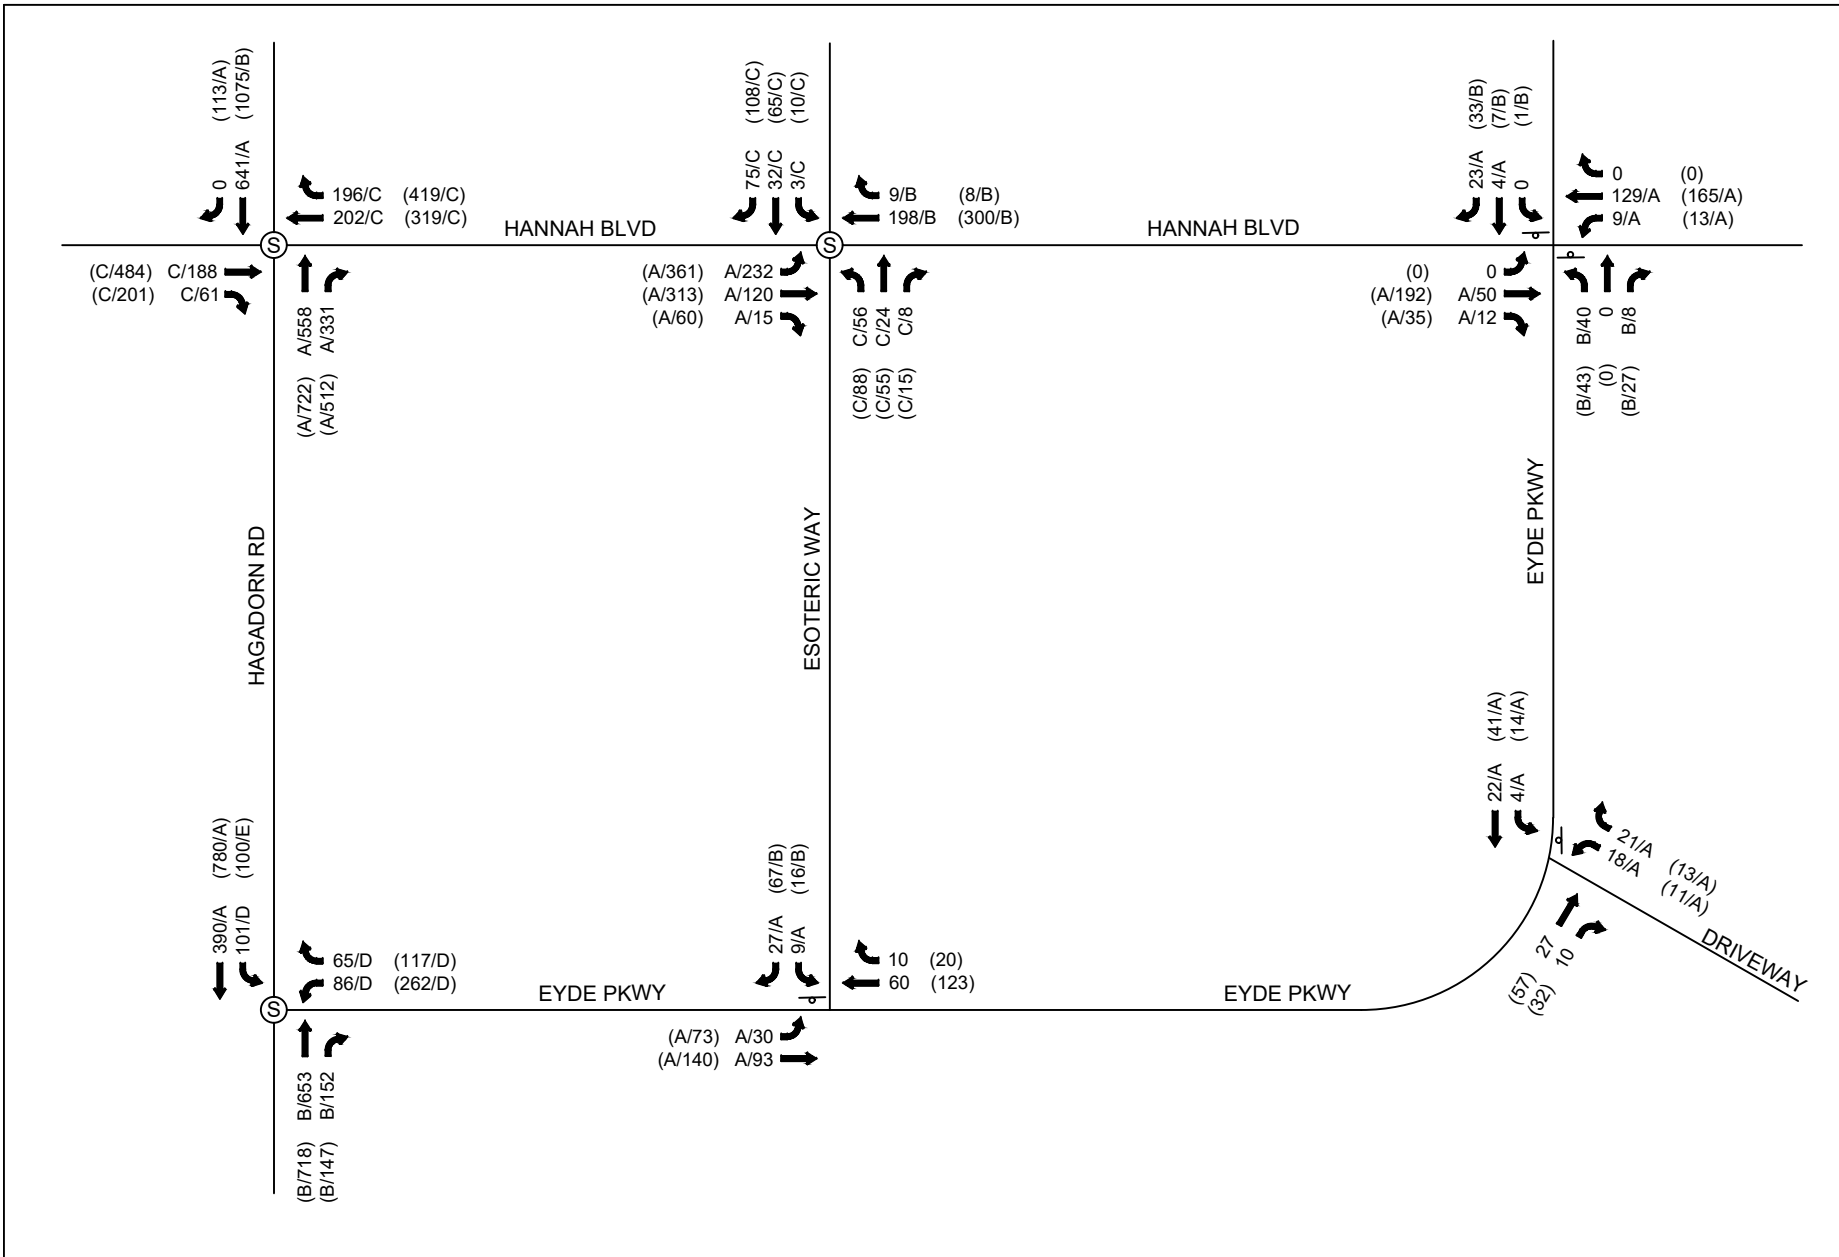 0 (113/A)
641/A (1075/B)
196/C (419/C)
202/C (319/C)
S
(C/484) C/188
(C/201) C/61
A/558 (A/722)
A/331 (A/512)
HANNAH BLVD
75/C (108/C)
32/C (65/C)
3/C (10/C)
9/B (8/B)
198/B (300/B)
S
(A/361) A/232
(A/313) A/120
(A/60) A/15
C/56 (C/88)
C/24 (C/55)
C/8 (C/15)
HANNAH BLVD
23/A (33/B)
4/A (7/B)
0 (1/B)
0 (0)
129/A (165/A)
9/A (13/A)
(0) 0
(A/192) A/50
(A/35) A/12
B/40 (B/43)
0 (0)
B/8 (B/27)
HAGADORN RD
ESOTERIC WAY
EYDE PKWY
390/A (780/A)
101/D (100/E)
65/D (117/D)
86/D (262/D)
S
B/653 (B/718)
B/152 (B/147)
EYDE PKWY
27/A (67/B)
9/A (16/B)
10 (20)
60 (123)
(A/73) A/30
(A/140) A/93
EYDE PKWY
22/A (41/A)
4/A (14/A)
21/A (13/A)
18/A (11/A)
(57) 27
(32) 10
DRIVEWAY